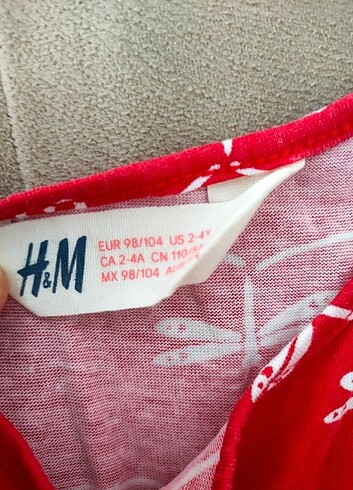 H&M
EUR 98/104 US 2-4Y
CA 2-4A CN 110/
MX 98/104